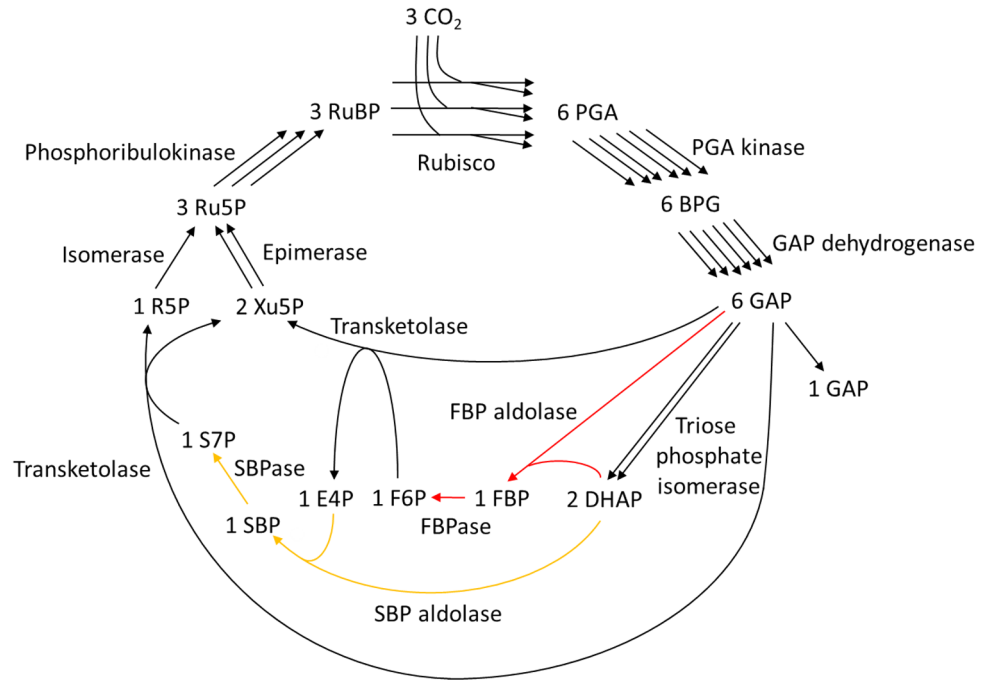 3 CO₂
3 RuBP
6 PGA
Rubisco
Phosphoribulokinase
PGA kinase
3 Ru5P
6 BPG
Isomerase
Epimerase
GAP dehydrogenase
1 R5P
2 Xu5P
6 GAP
Transketolase
1 GAP
FBP aldolase
Triose
phosphate
isomerase
1 S7P
Transketolase
SBPase
1 E4P
1 F6P
1 FBP
2 DHAP
FBPase
1 SBP
SBP aldolase